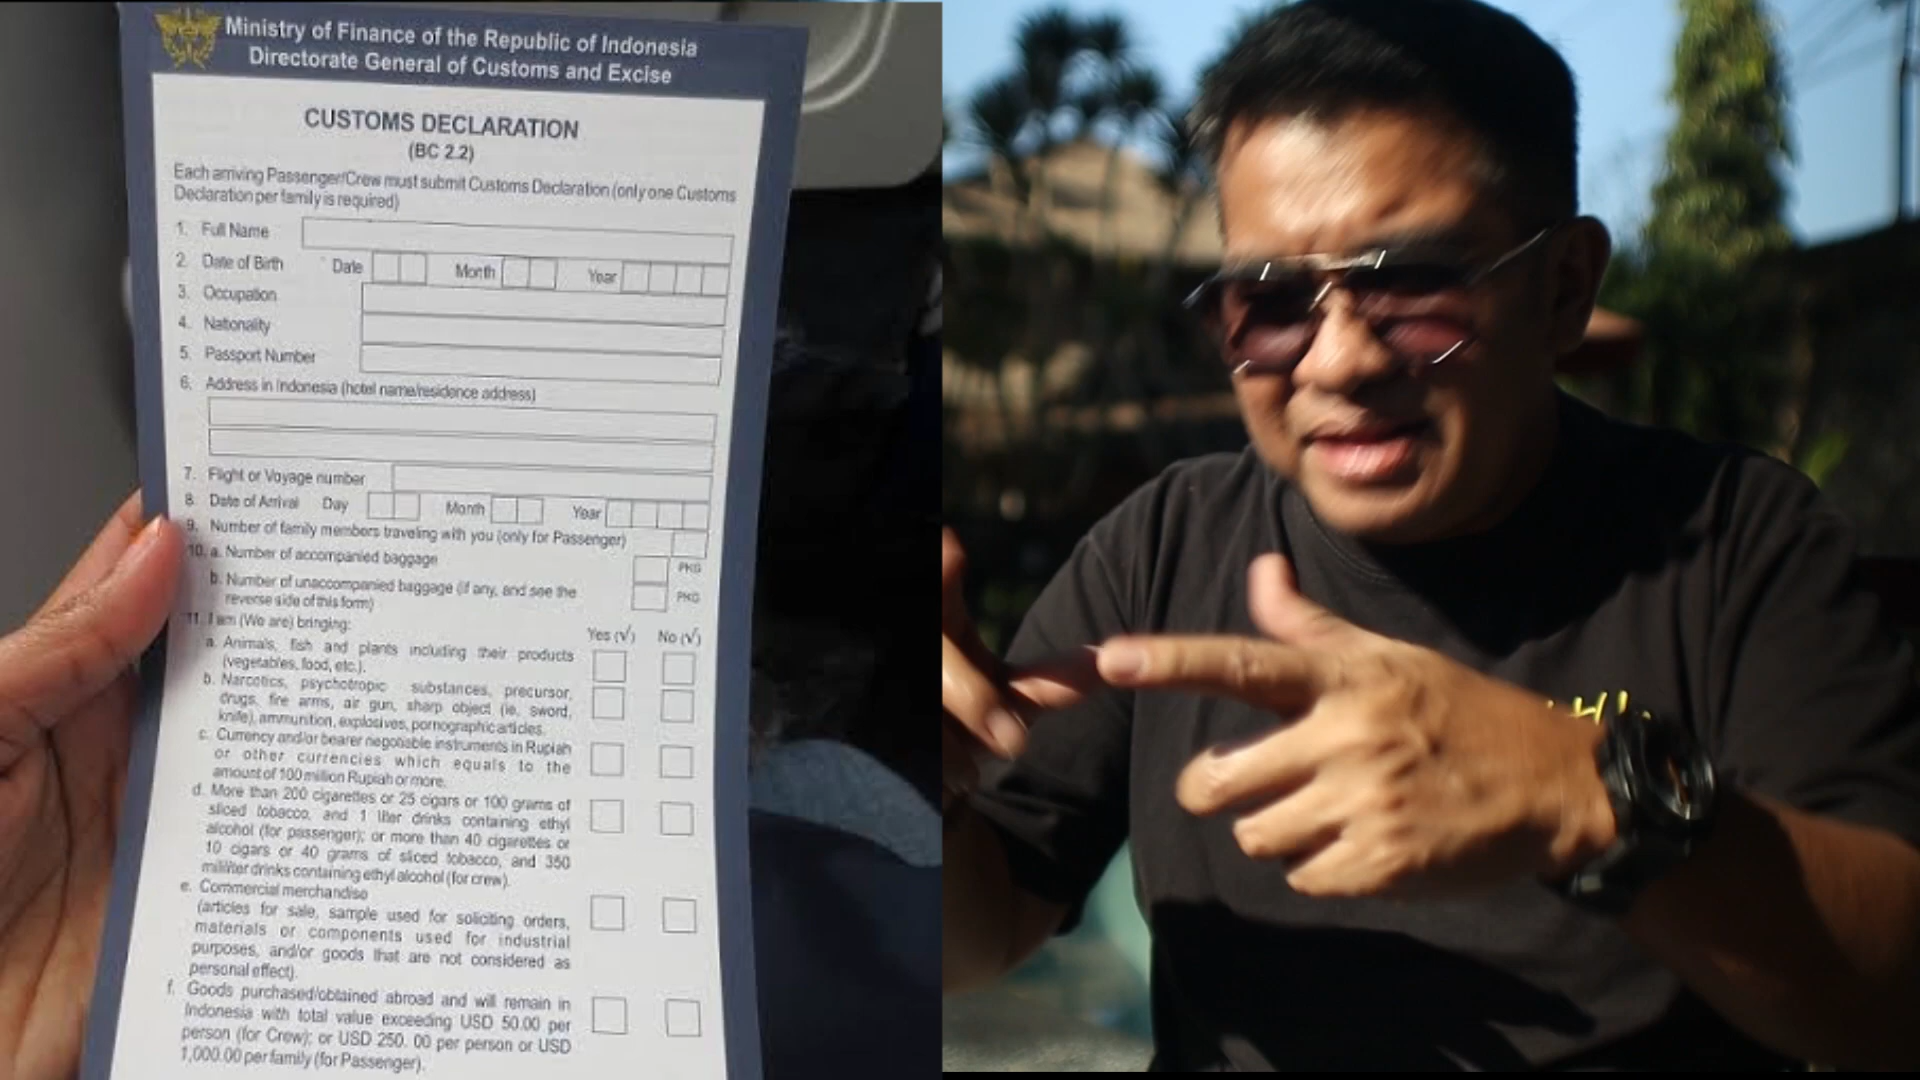 Ministry of Finance of the Republic of Indonesia
Directorate General of Customs and Excise
CUSTOMS DECLARATION
(BC 2.2)
Each arriving Passenger/Crew must submit Customs Declaration (only one Customs
Declaration per family is required)
1. Full Name
2. Date of Birth Date Month Year
3. Occupation
4. Nationality
5. Passport Number
6. Address in Indonesia (hotel name/residence address)
7. Flight or Voyage number
8. Date of Arrival Day Month Year
9. Number of family members traveling with you (only for Passenger)
10. a. Number of accompanied baggage PKG
b. Number of unaccompanied baggage (if any, and see the
reverse side of this form) PKG
11. I am (We are) bringing: Yes (√) No (√)
a. Animals, fish and plants including their products
(vegetables, food, etc.).
b. Narcotics, psychotropic substances, precursor,
drugs, fire arms, air gun, sharp object (ie. sword,
knife), ammunition, explosives, pornographic articles.
c. Currency and/or bearer negotiable instruments in Rupiah
or other currencies which equals to the
amount of 100 million Rupiah or more.
d. More than 200 cigarettes or 25 cigars or 100 grams of
sliced tobacco, and 1 liter drinks containing ethyl
alcohol (for passenger); or more than 40 cigarettes or
10 cigars or 40 grams of sliced tobacco, and 350
mililiter drinks containing ethyl alcohol (for crew).
e. Commercial merchandise
(articles for sale, sample used for soliciting orders,
materials or components used for industrial
purposes, and/or goods that are not considered as
personal effect).
f. Goods purchased/obtained abroad and will remain in
Indonesia with total value exceeding USD 50.00 per
person (for Crew); or USD 250. 00 per person or USD
1,000.00 per family (for Passenger).